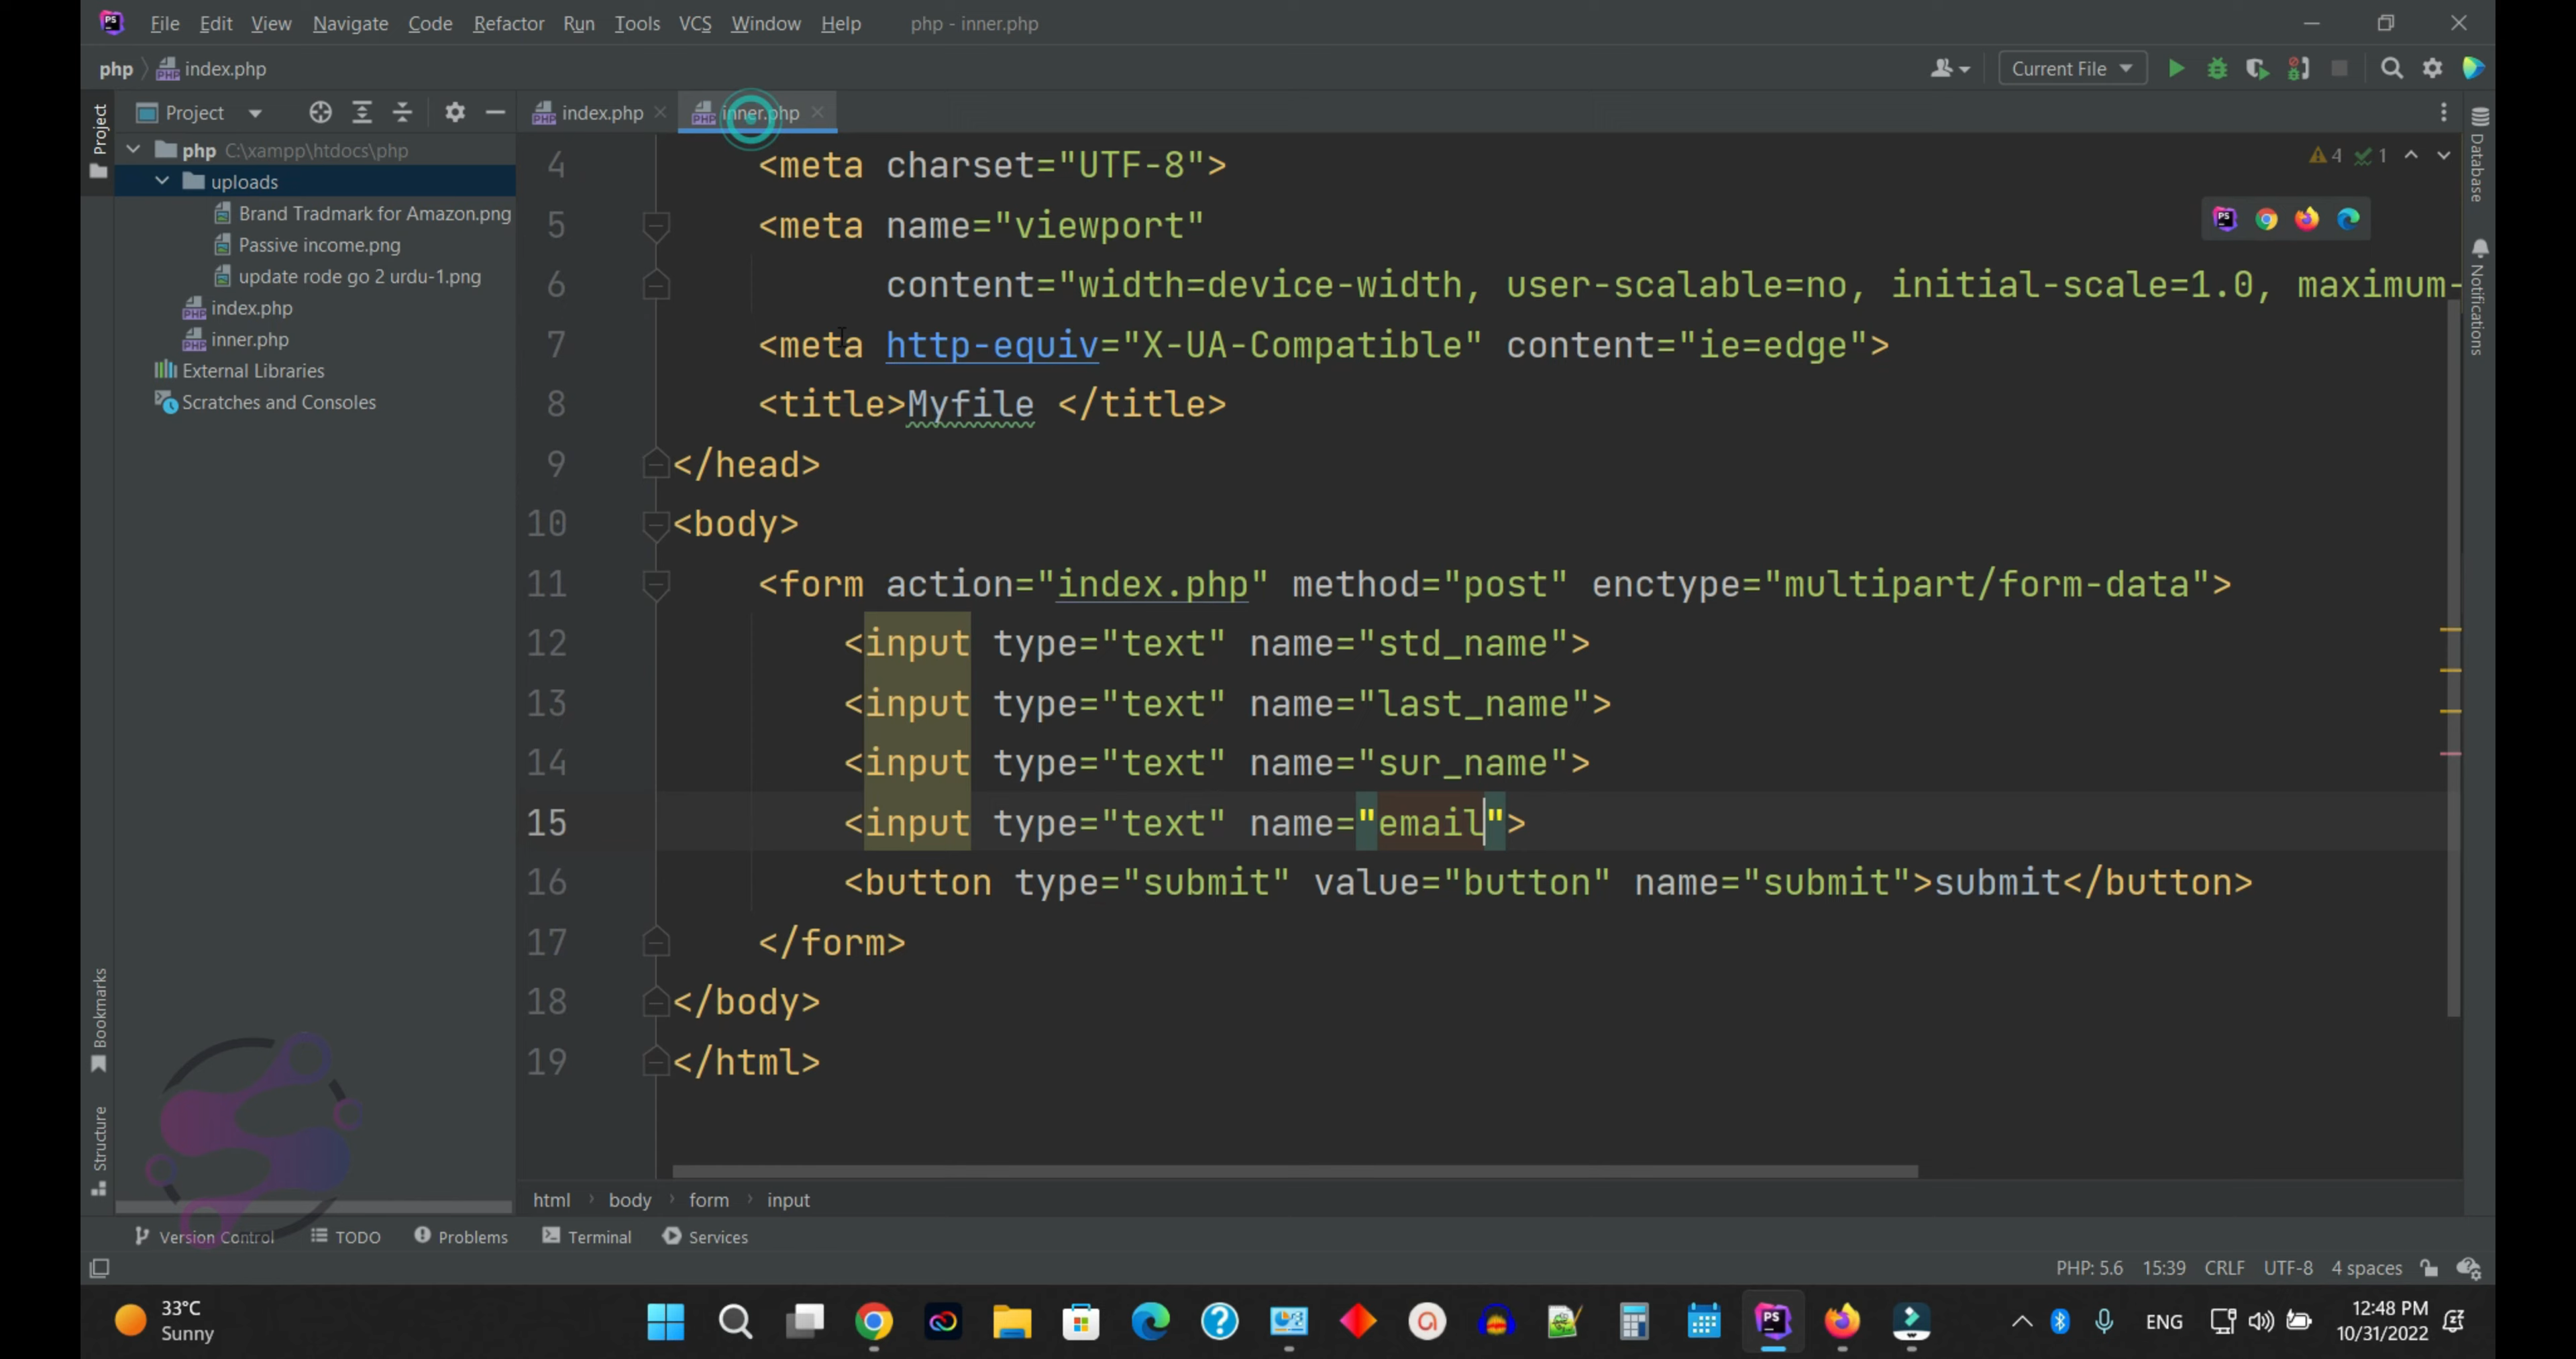 File Edit View Navigate Code Refactor Run Tools VCS Window Help php - inner.php
php index.php Current File
Project index.php inner.php
Project
php C:\xampp\htdocs\php
uploads
Brand Tradmark for Amazon.png
Passive income.png
update rode go 2 urdu-1.png
index.php
inner.php
External Libraries
Scratches and Consoles
4 <meta charset="UTF-8">
5 <meta name="viewport"
6 content="width=device-width, user-scalable=no, initial-scale=1.0, maximum-
7 <meta http-equiv="X-UA-Compatible" content="ie=edge">
8 <title>Myfile </title>
9 </head>
10 <body>
11 <form action="index.php" method="post" enctype="multipart/form-data">
12 <input type="text" name="std_name">
13 <input type="text" name="last_name">
14 <input type="text" name="sur_name">
15 <input type="text" name="email">
16 <button type="submit" value="button" name="submit">submit</button>
17 </form>
18 </body>
19 </html>
4 1
Database
Notifications
Bookmarks
Structure
html body form input
Version Control TODO Problems Terminal Services
PHP: 5.6 15:39 CRLF UTF-8 4 spaces
33°C
Sunny
ENG
12:48 PM
10/31/2022